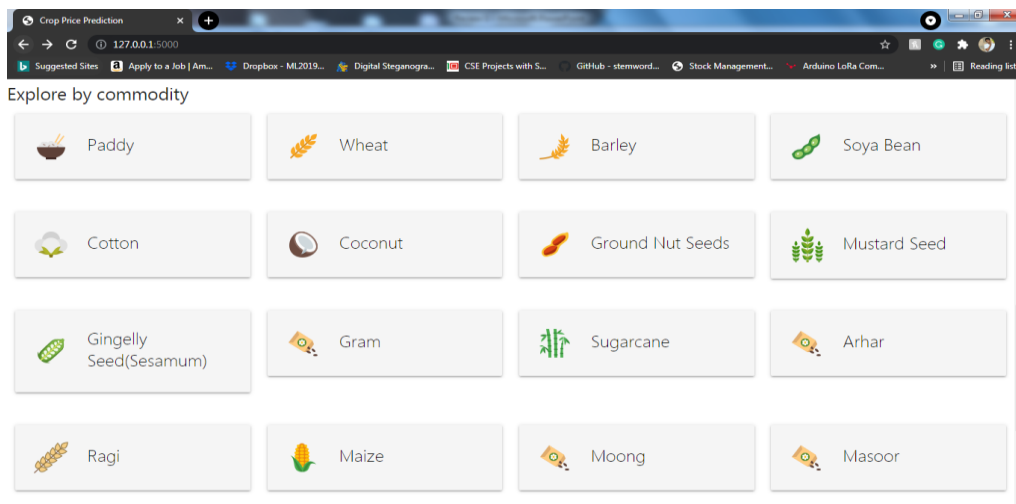 Crop Price Prediction
127.0.0.1:5000
Suggested Sites
Apply to a Job | Am...
Dropbox - ML2019...
Digital Steganogra...
CSE Projects with S...
GitHub - stemword...
Stock Management...
Arduino LoRa Com...
»
Reading list
Explore by commodity
Paddy
Wheat
Barley
Soya Bean
Cotton
Coconut
Ground Nut Seeds
Mustard Seed
Gingelly
Seed(Sesamum)
Gram
Sugarcane
Arhar
Ragi
Maize
Moong
Masoor